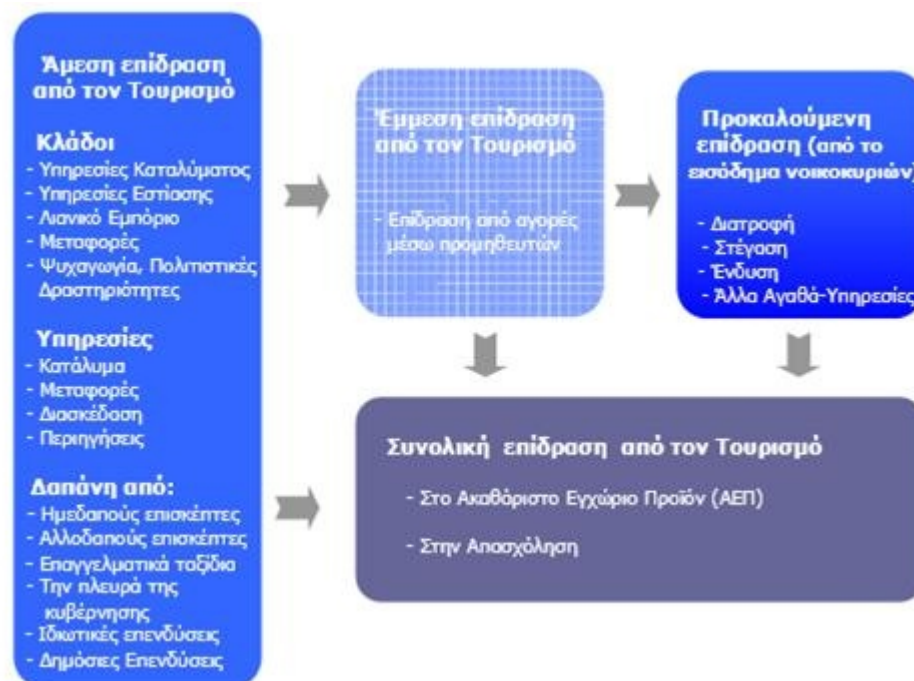 Άμεση επίδραση
από τον Τουρισμό
Κλάδοι
- Υπηρεσίες Καταλύματος
- Υπηρεσίες Εστίασης
- Λιανικό Εμπόριο
- Μεταφορές
- Ψυχαγωγία, Πολιτιστικές
Δραστηριότητες
Υπηρεσίες
- Κατάλυμα
- Μεταφορές
- Διασκέδαση
- Περιηγήσεις
Δαπάνη από:
- Ημεδαπούς επισκέπτες
- Αλλοδαπούς επισκέπτες
- Επαγγελματικά ταξίδια
- Την πλευρά της
κυβέρνησης
- Ιδιωτικές επενδύσεις
- Δημόσιες Επενδύσεις
Έμμεση επίδραση
από τον Τουρισμό
- Επίδραση από αγορές
μέσω προμηθευτών
Προκαλούμενη
επίδραση (από το
εισόδημα νοικοκυριών)
- Διατροφή
- Στέγαση
- Ένδυση
- Άλλα Αγαθά-Υπηρεσίες
Συνολική επίδραση από τον Τουρισμό
- Στο Ακαθάριστο Εγχώριο Προϊόν (ΑΕΠ)
- Στην Απασχόληση